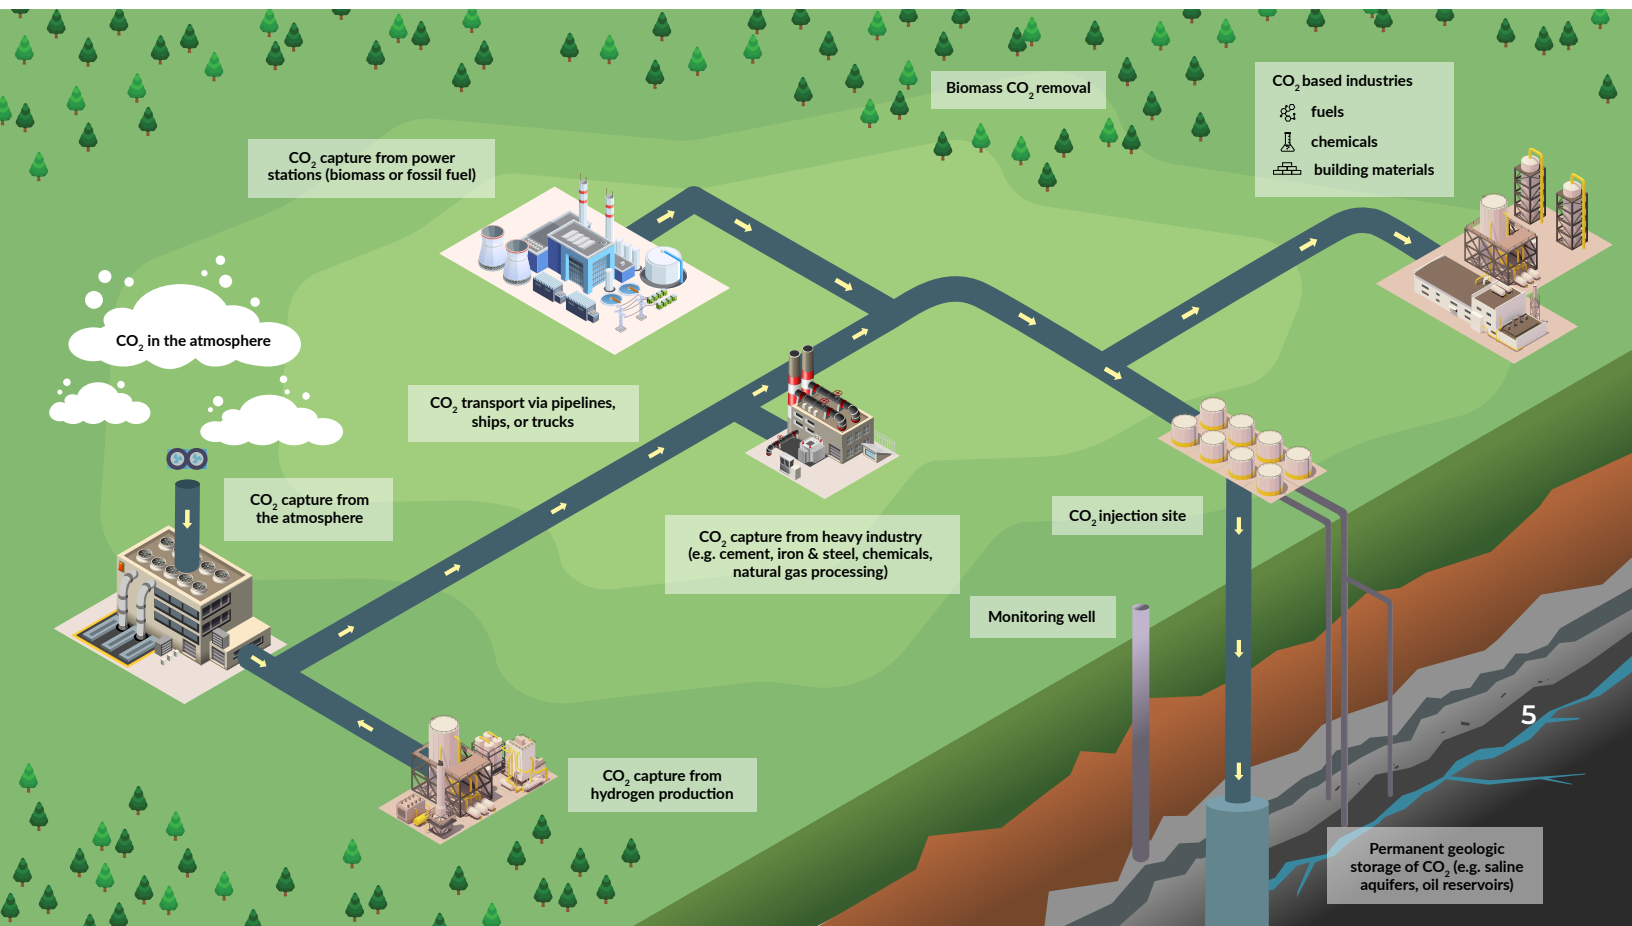 Biomass CO2 removal
CO2 based industries
fuels
chemicals
building materials
CO2 capture from power
stations (biomass or fossil fuel)
CO2 in the atmosphere
CO2 transport via pipelines,
ships, or trucks
CO2 capture from
the atmosphere
CO2 capture from heavy industry
(e.g. cement, iron & steel, chemicals,
natural gas processing)
CO2 injection site
Monitoring well
5
CO2 capture from
hydrogen production
Permanent geologic
storage of CO2 (e.g. saline
aquifers, oil reservoirs)